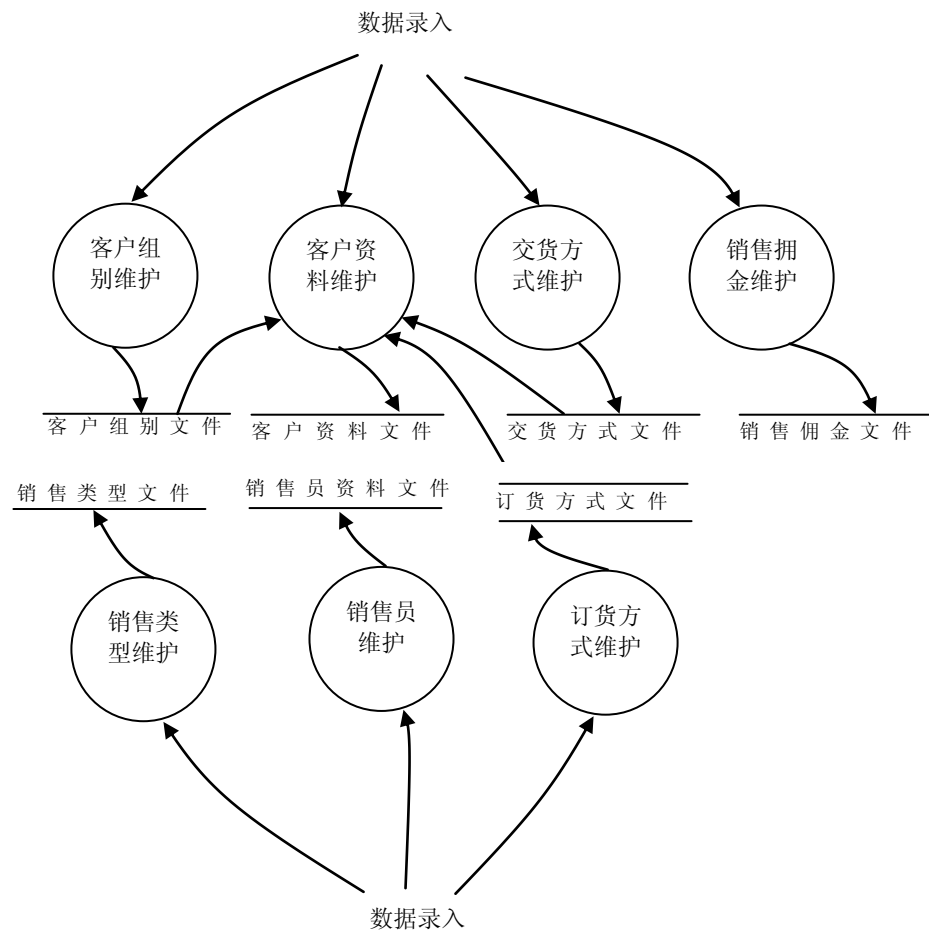 数据录入
客户组
别维护
客户资
料维护
交货方
式维护
销售拥
金维护
客户组别文件
客户资料文件
交货方式文件
销售佣金文件
销售类型文件
销售员资料文件
订货方式文件
销售类
型维护
销售员
维护
订货方
式维护
数据录入